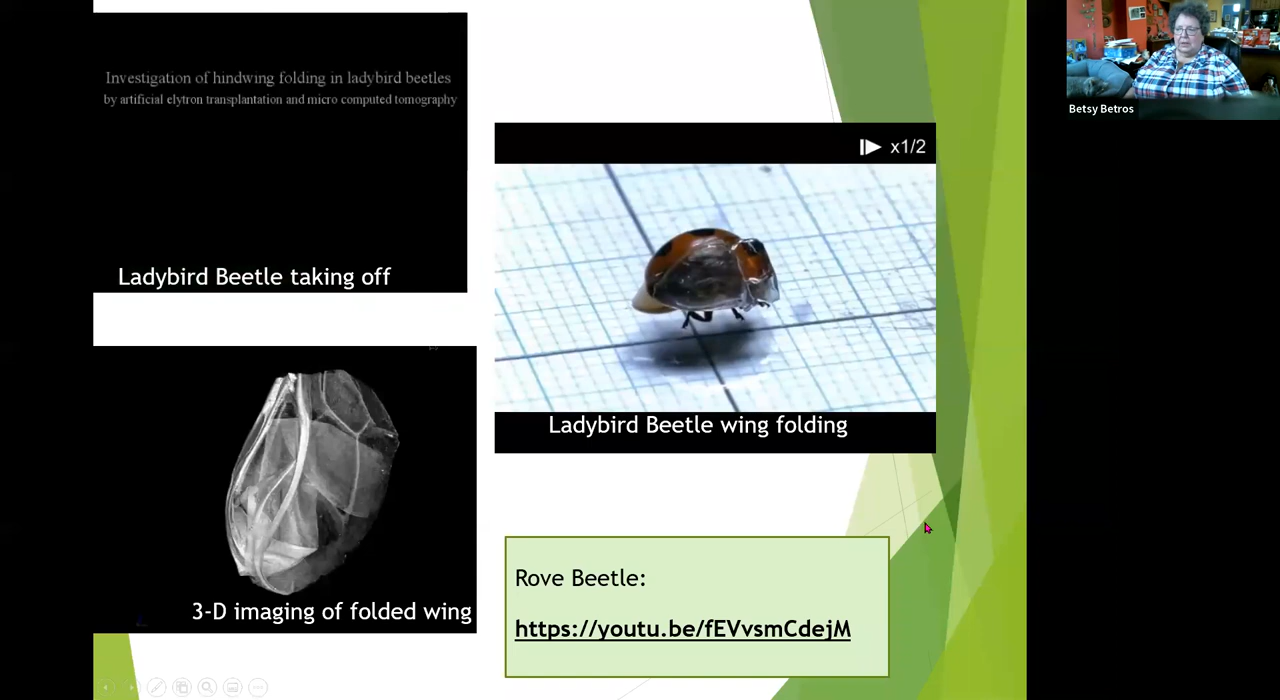 Investigation of hindwing folding in ladybird beetles
by artificial elytron transplantation and micro computed tomography
Ladybird Beetle taking off
x1/2
Ladybird Beetle wing folding
3-D imaging of folded wing
Rove Beetle:
https://youtu.be/fEVvsmCdejM
Betsy Betros